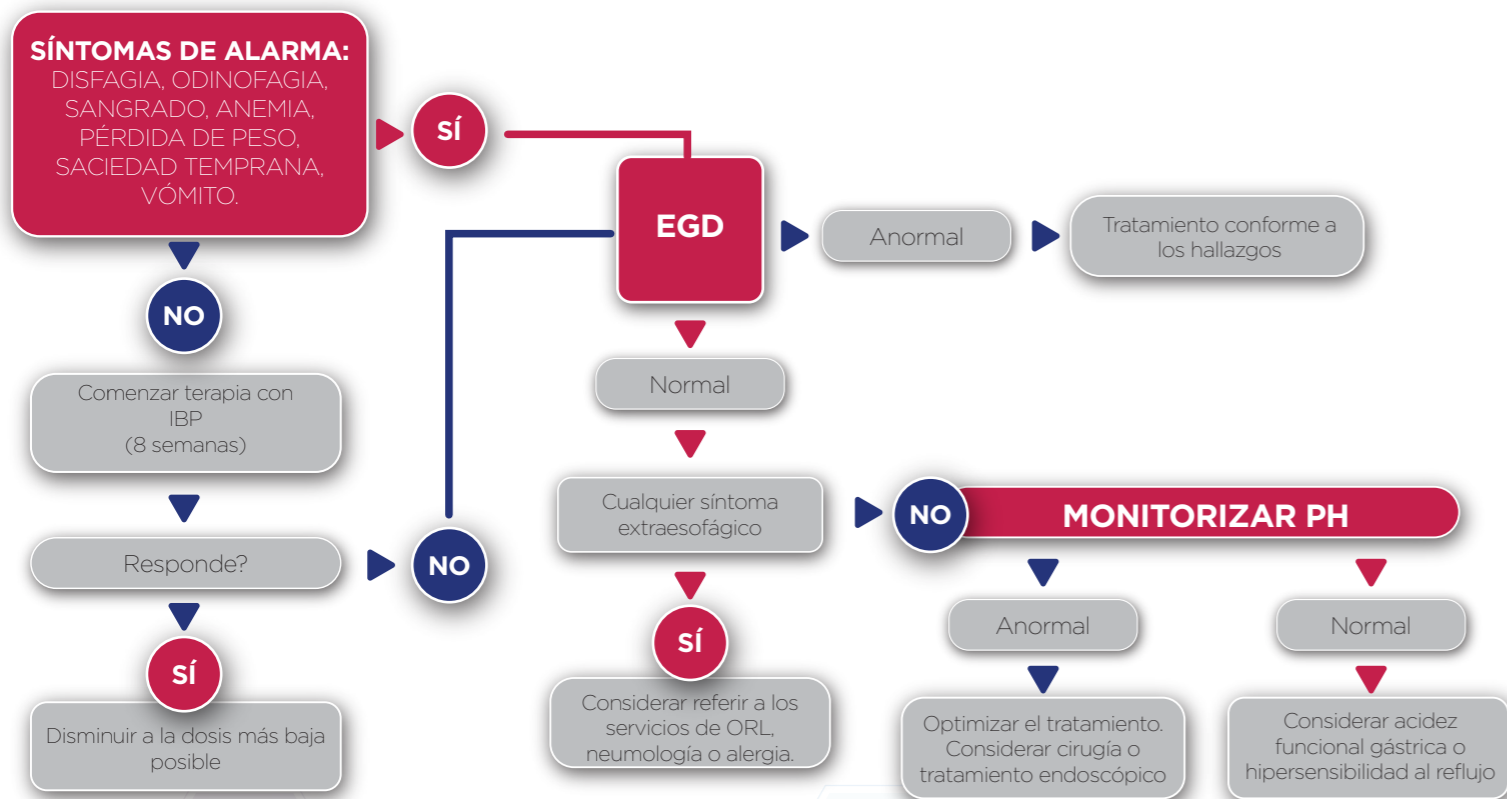 SÍNTOMAS DE ALARMA:
DISFAGIA, ODINOFAGIA,
SANGRADO, ANEMIA,
PÉRDIDA DE PESO,
SACIEDAD TEMPRANA,
VÓMITO.
SÍ
NO
Comenzar terapia con
IBP
(8 semanas)
Responde?
NO
SÍ
Disminuir a la dosis más baja
posible
EGD
Anormal
Tratamiento conforme a
los hallazgos
Normal
Cualquier síntoma
extraesofágico
SÍ
Considerar referir a los
servicios de ORL,
neumología o alergia.
NO
MONITORIZAR PH
Anormal
Optimizar el tratamiento.
Considerar cirugía o
tratamiento endoscópico
Normal
Considerar acidez
funcional gástrica o
hipersensibilidad al reflujo